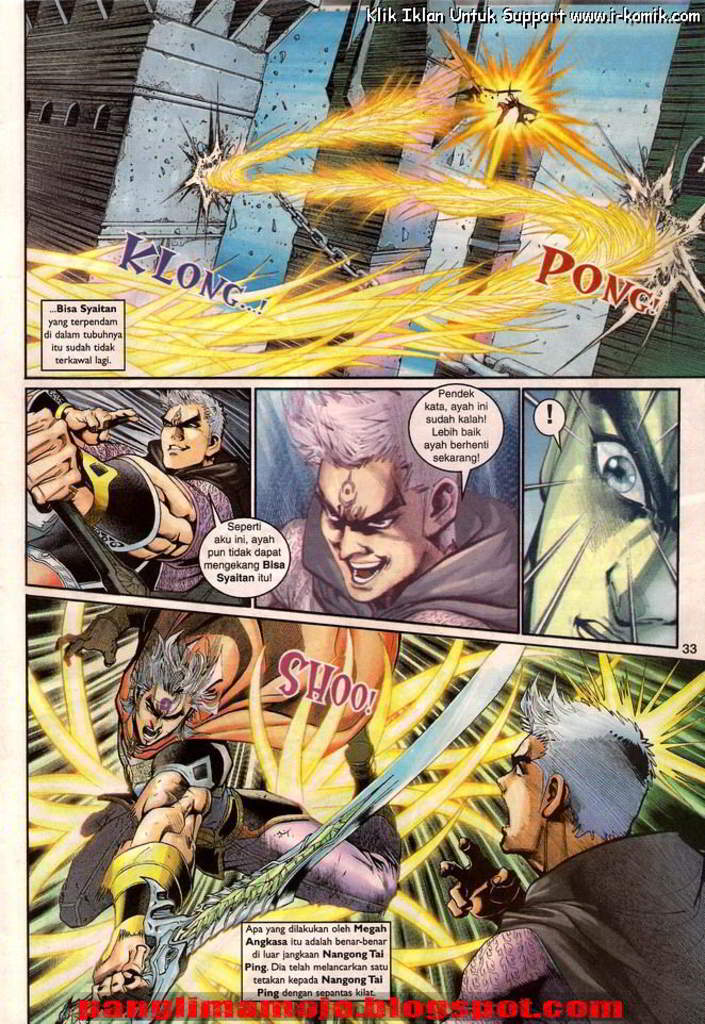 Klik Iklan Untuk Support www.i-komik.com
KLONG...!
PONG!
...Bisa Syaitan
yang terpendam
di dalam tubuhnya
itu sudah tidak
terkawal lagi.
Seperti
aku ini, ayah
pun tidak dapat
mengekang Bisa
Syaitan itu!
Pendek
kata, ayah ini
sudah kalah!
Lebih baik
ayah berhenti
sekarang!
!
33
SHOO!
Apa yang dilakukan oleh Megah
Angkasa itu adalah benar-benar
di luar jangkaan Nangong Tai
Ping. Dia telah melancarkan satu
tetakan kepada Nangong Tai
Ping dengan sepantas kilat.
panglimamojo.blogspot.com